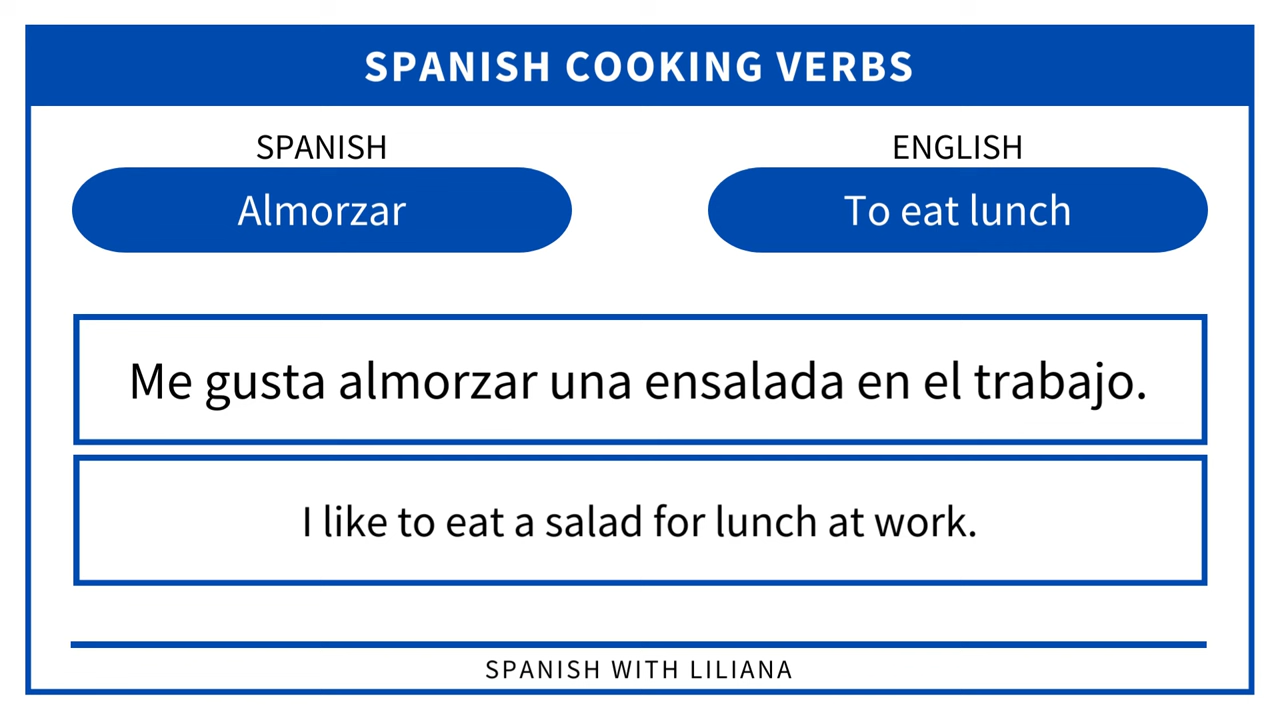 SPANISH COOKING VERBS
SPANISH
ENGLISH
Almorzar
To eat lunch
Me gusta almorzar una ensalada en el trabajo.
I like to eat a salad for lunch at work.
SPANISH WITH LILIANA